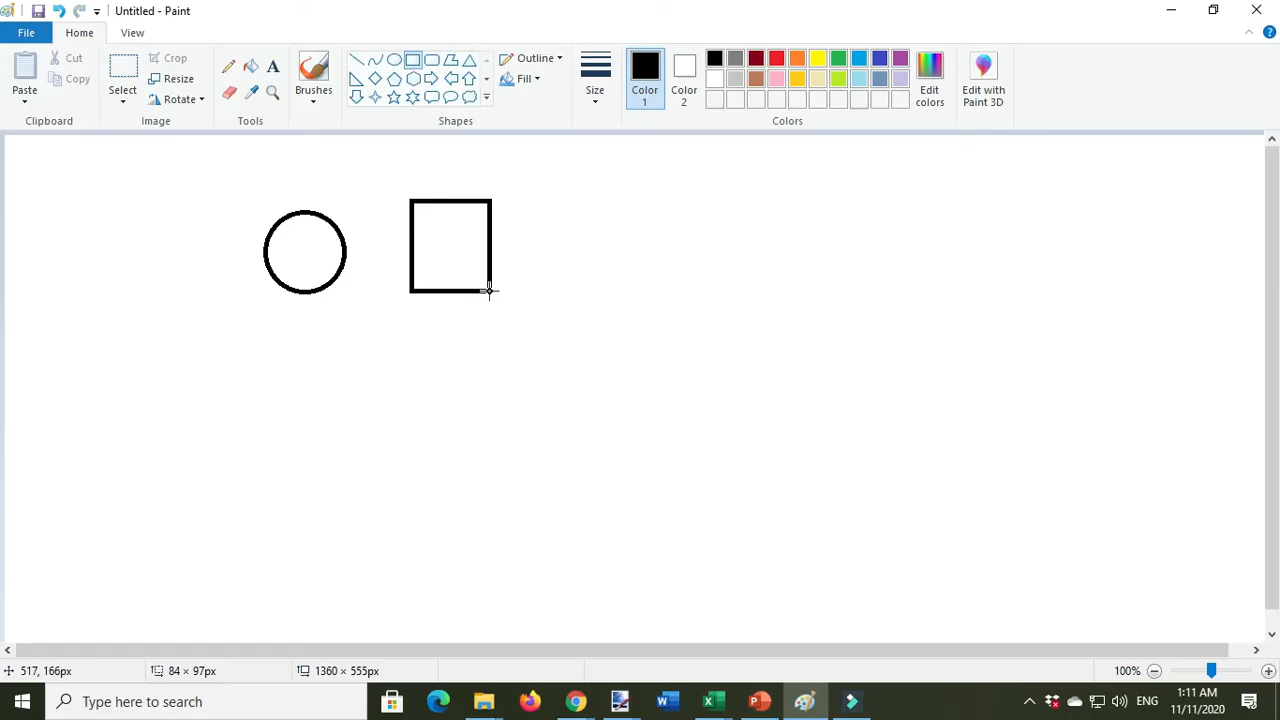 Untitled - Paint
File
Home
View
Paste
Cut
Copy
Clipboard
Select
Crop
Resize
Rotate
Image
A
Tools
Brushes
Outline
Fill
Shapes
Size
Color
1
Color
2
Edit
colors
Colors
Edit with
Paint 3D
517, 166px
84 × 97px
1360 × 555px
100%
Type here to search
ENG
1:11 AM
11/11/2020